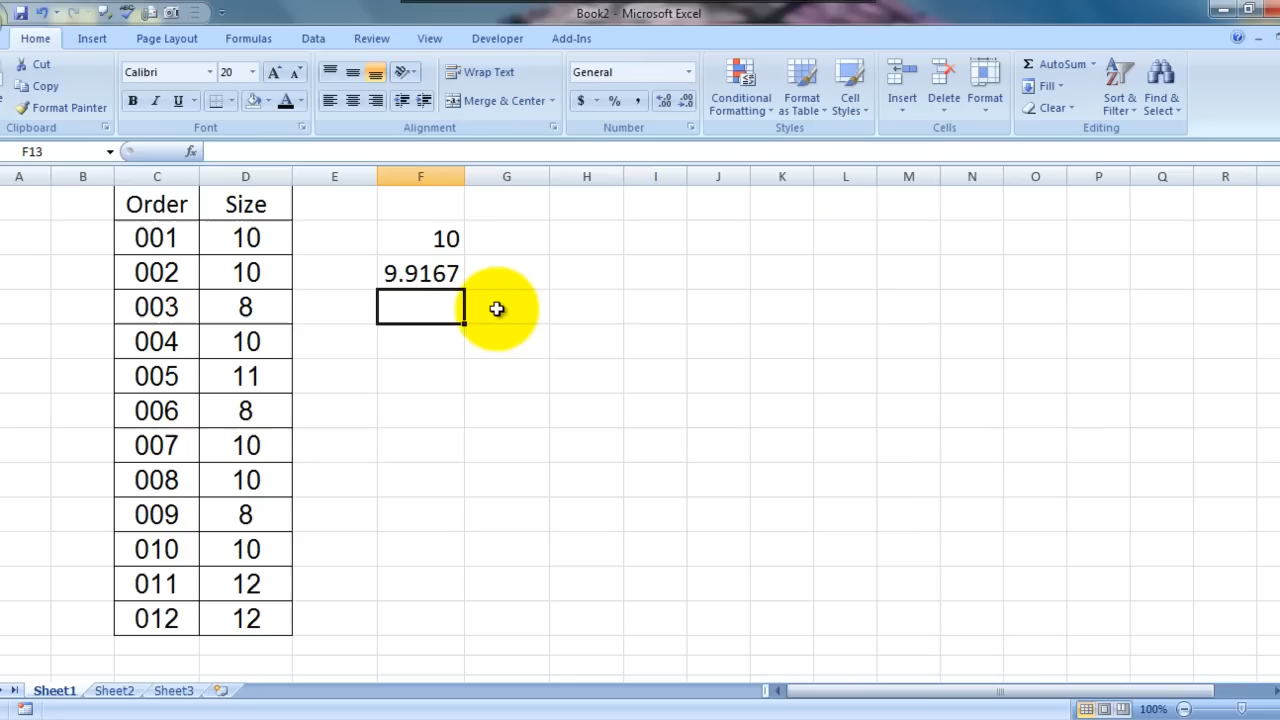 Book2 - Microsoft Excel
Home Insert Page Layout Formulas Data Review View Developer Add-Ins
Cut
Copy
Format Painter
Clipboard
Calibri 20
B I U A
Font
Wrap Text
Merge & Center
Alignment
General
$ % ,
Number
Conditional Formatting
Format as Table
Cell Styles
Styles
Insert Delete Format
Cells
Σ AutoSum
Fill
Clear
Sort & Filter
Find & Select
Editing
F13 fx
A B C D E F G H I J K L M N O P Q R
Order Size
001 10 10
002 10 9.9167
003 8
004 10
005 11
006 8
007 10
008 10
009 8
010 10
011 12
012 12
Sheet1 Sheet2 Sheet3
100%